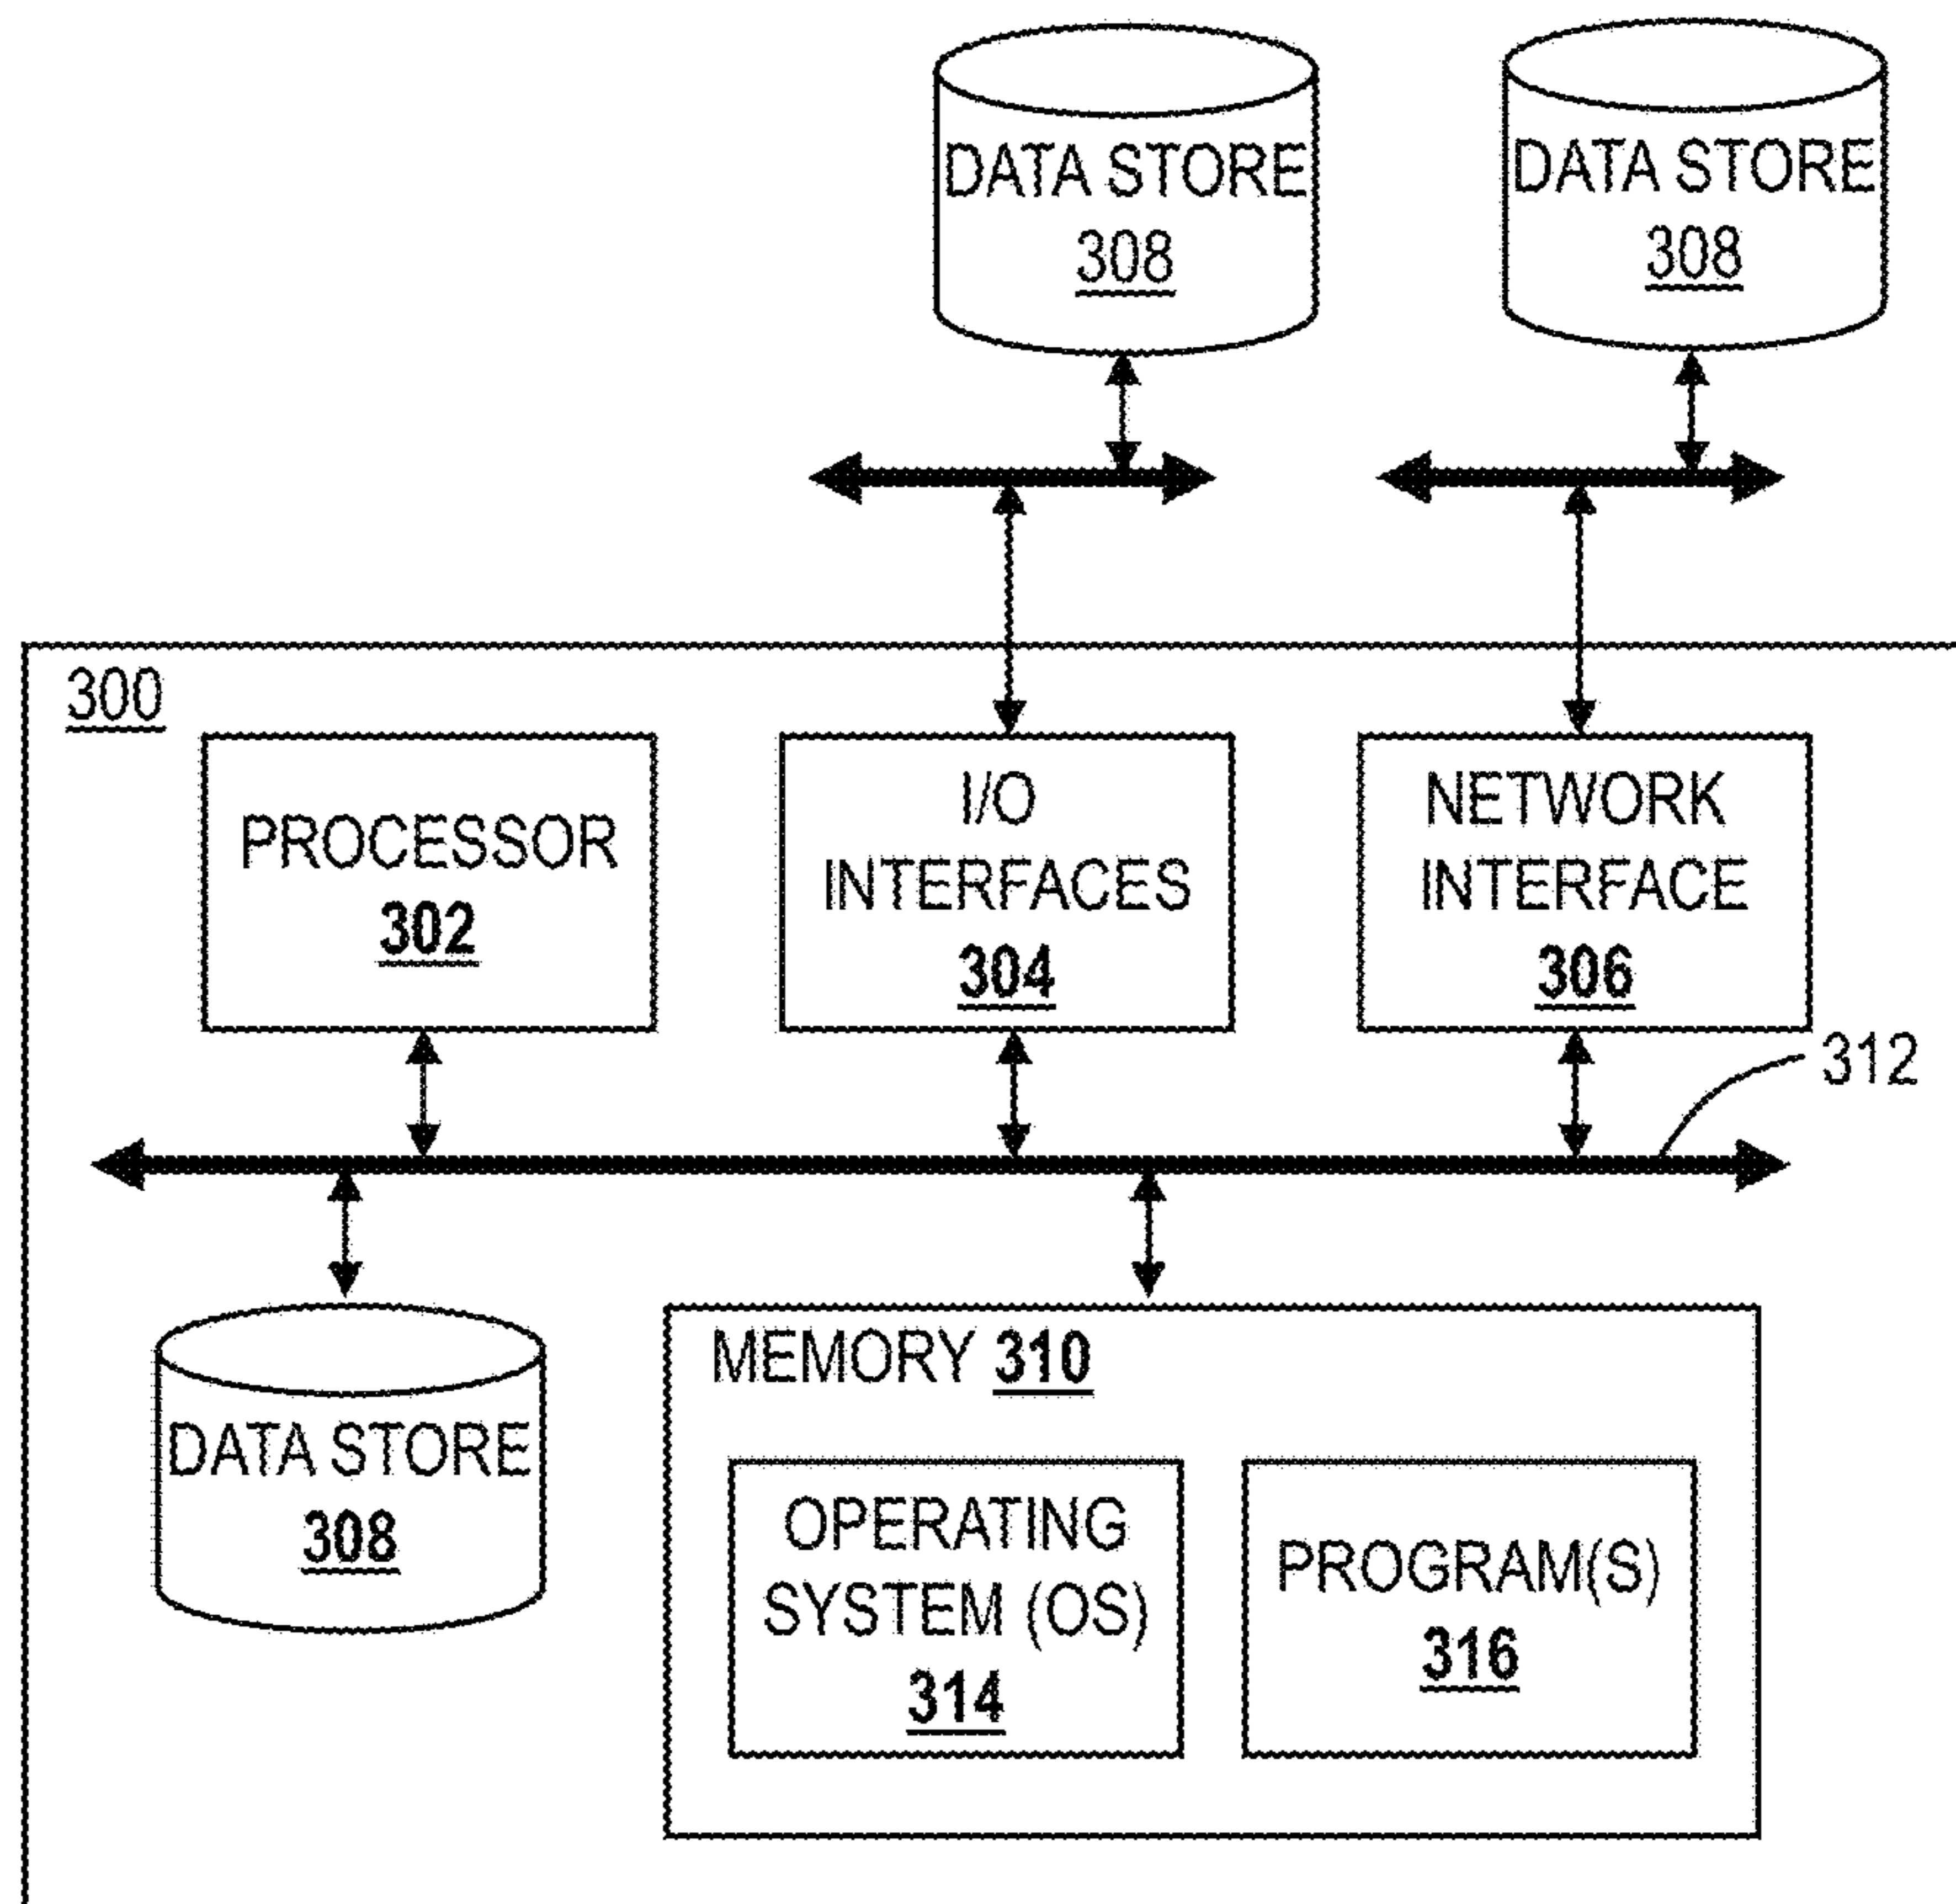 DATA STORE
308
DATA STORE
308
300
PROCESSOR
302
I/O
INTERFACES
304
NETWORK
INTERFACE
306
312
DATA STORE
308
MEMORY 310
OPERATING
SYSTEM (OS)
314
PROGRAM(S)
316